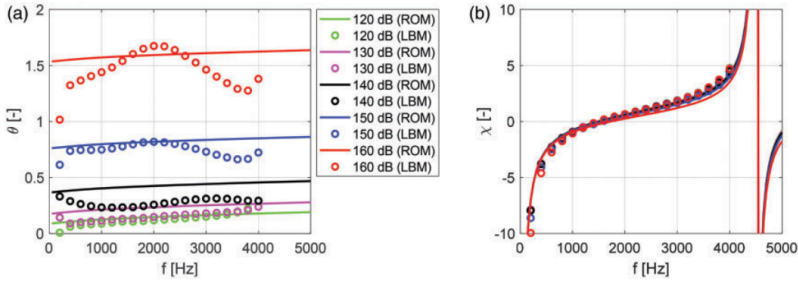 (a)
2
1.5
1
0.5
0
θ [-]
0 1000 2000 3000 4000 5000
f [Hz]
120 dB (ROM)
120 dB (LBM)
130 dB (ROM)
130 dB (LBM)
140 dB (ROM)
140 dB (LBM)
150 dB (ROM)
150 dB (LBM)
160 dB (ROM)
160 dB (LBM)
(b)
10
5
0
-5
-10
χ [-]
0 1000 2000 3000 4000 5000
f [Hz]